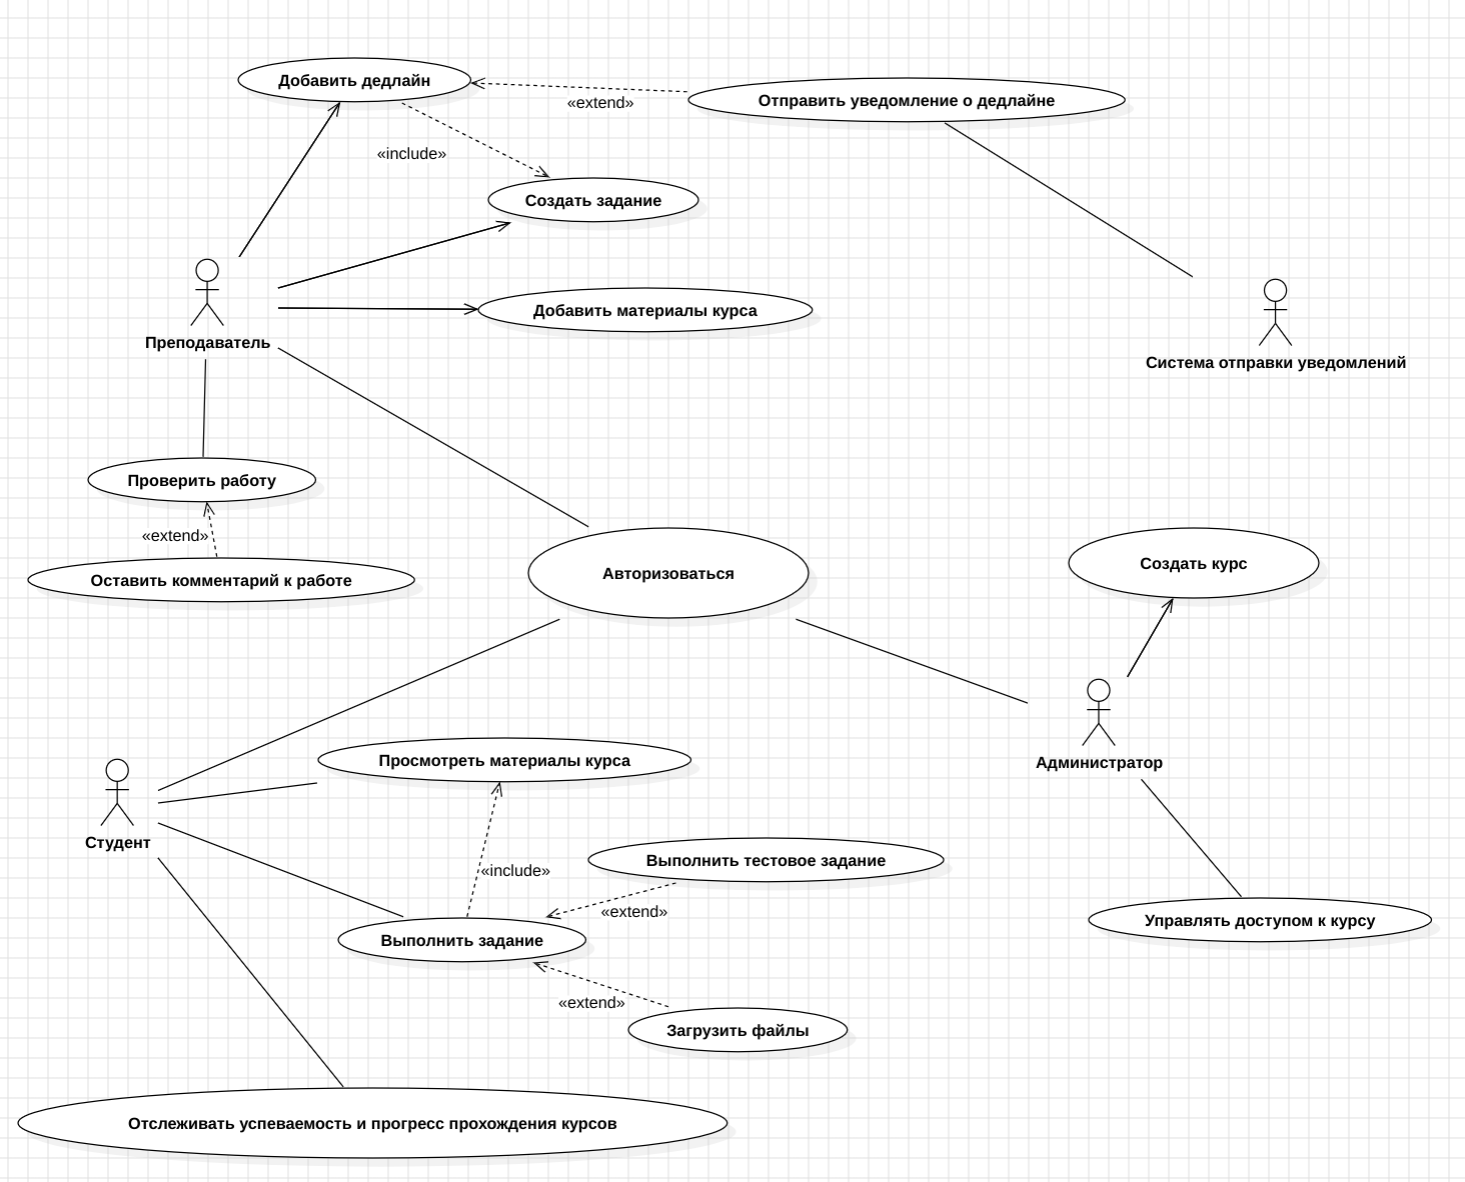 Добавить дедлайн
Отправить уведомление о дедлайне
«extend»
«include»
Создать задание
Добавить материалы курса
Преподаватель
Система отправки уведомлений
Проверить работу
«extend»
Оставить комментарий к работе
Авторизоваться
Создать курс
Просмотреть материалы курса
Администратор
Студент
Выполнить тестовое задание
«include»
«extend»
Управлять доступом к курсу
Выполнить задание
«extend»
Загрузить файлы
Отслеживать успеваемость и прогресс прохождения курсов